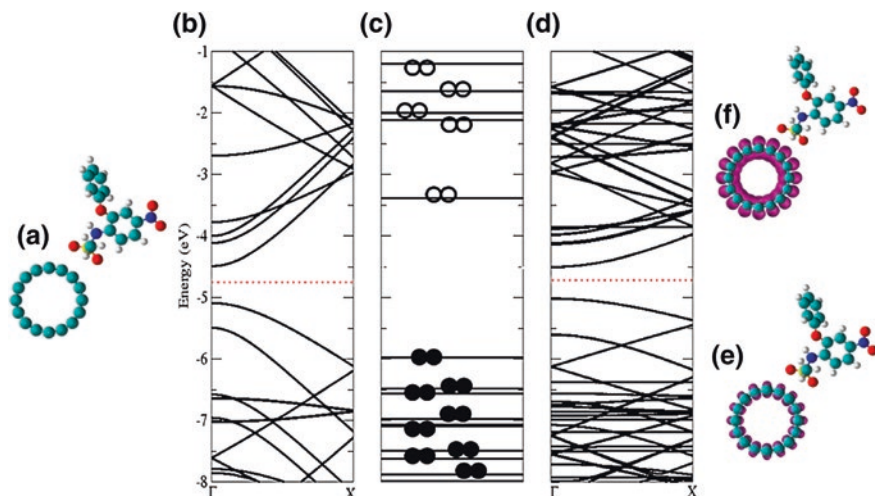 (b) (c) (d)
-1
-2
-3
-4
-5
-6
-7
-8
Energy (eV)
Γ X Γ X
(a)
(f)
(e)